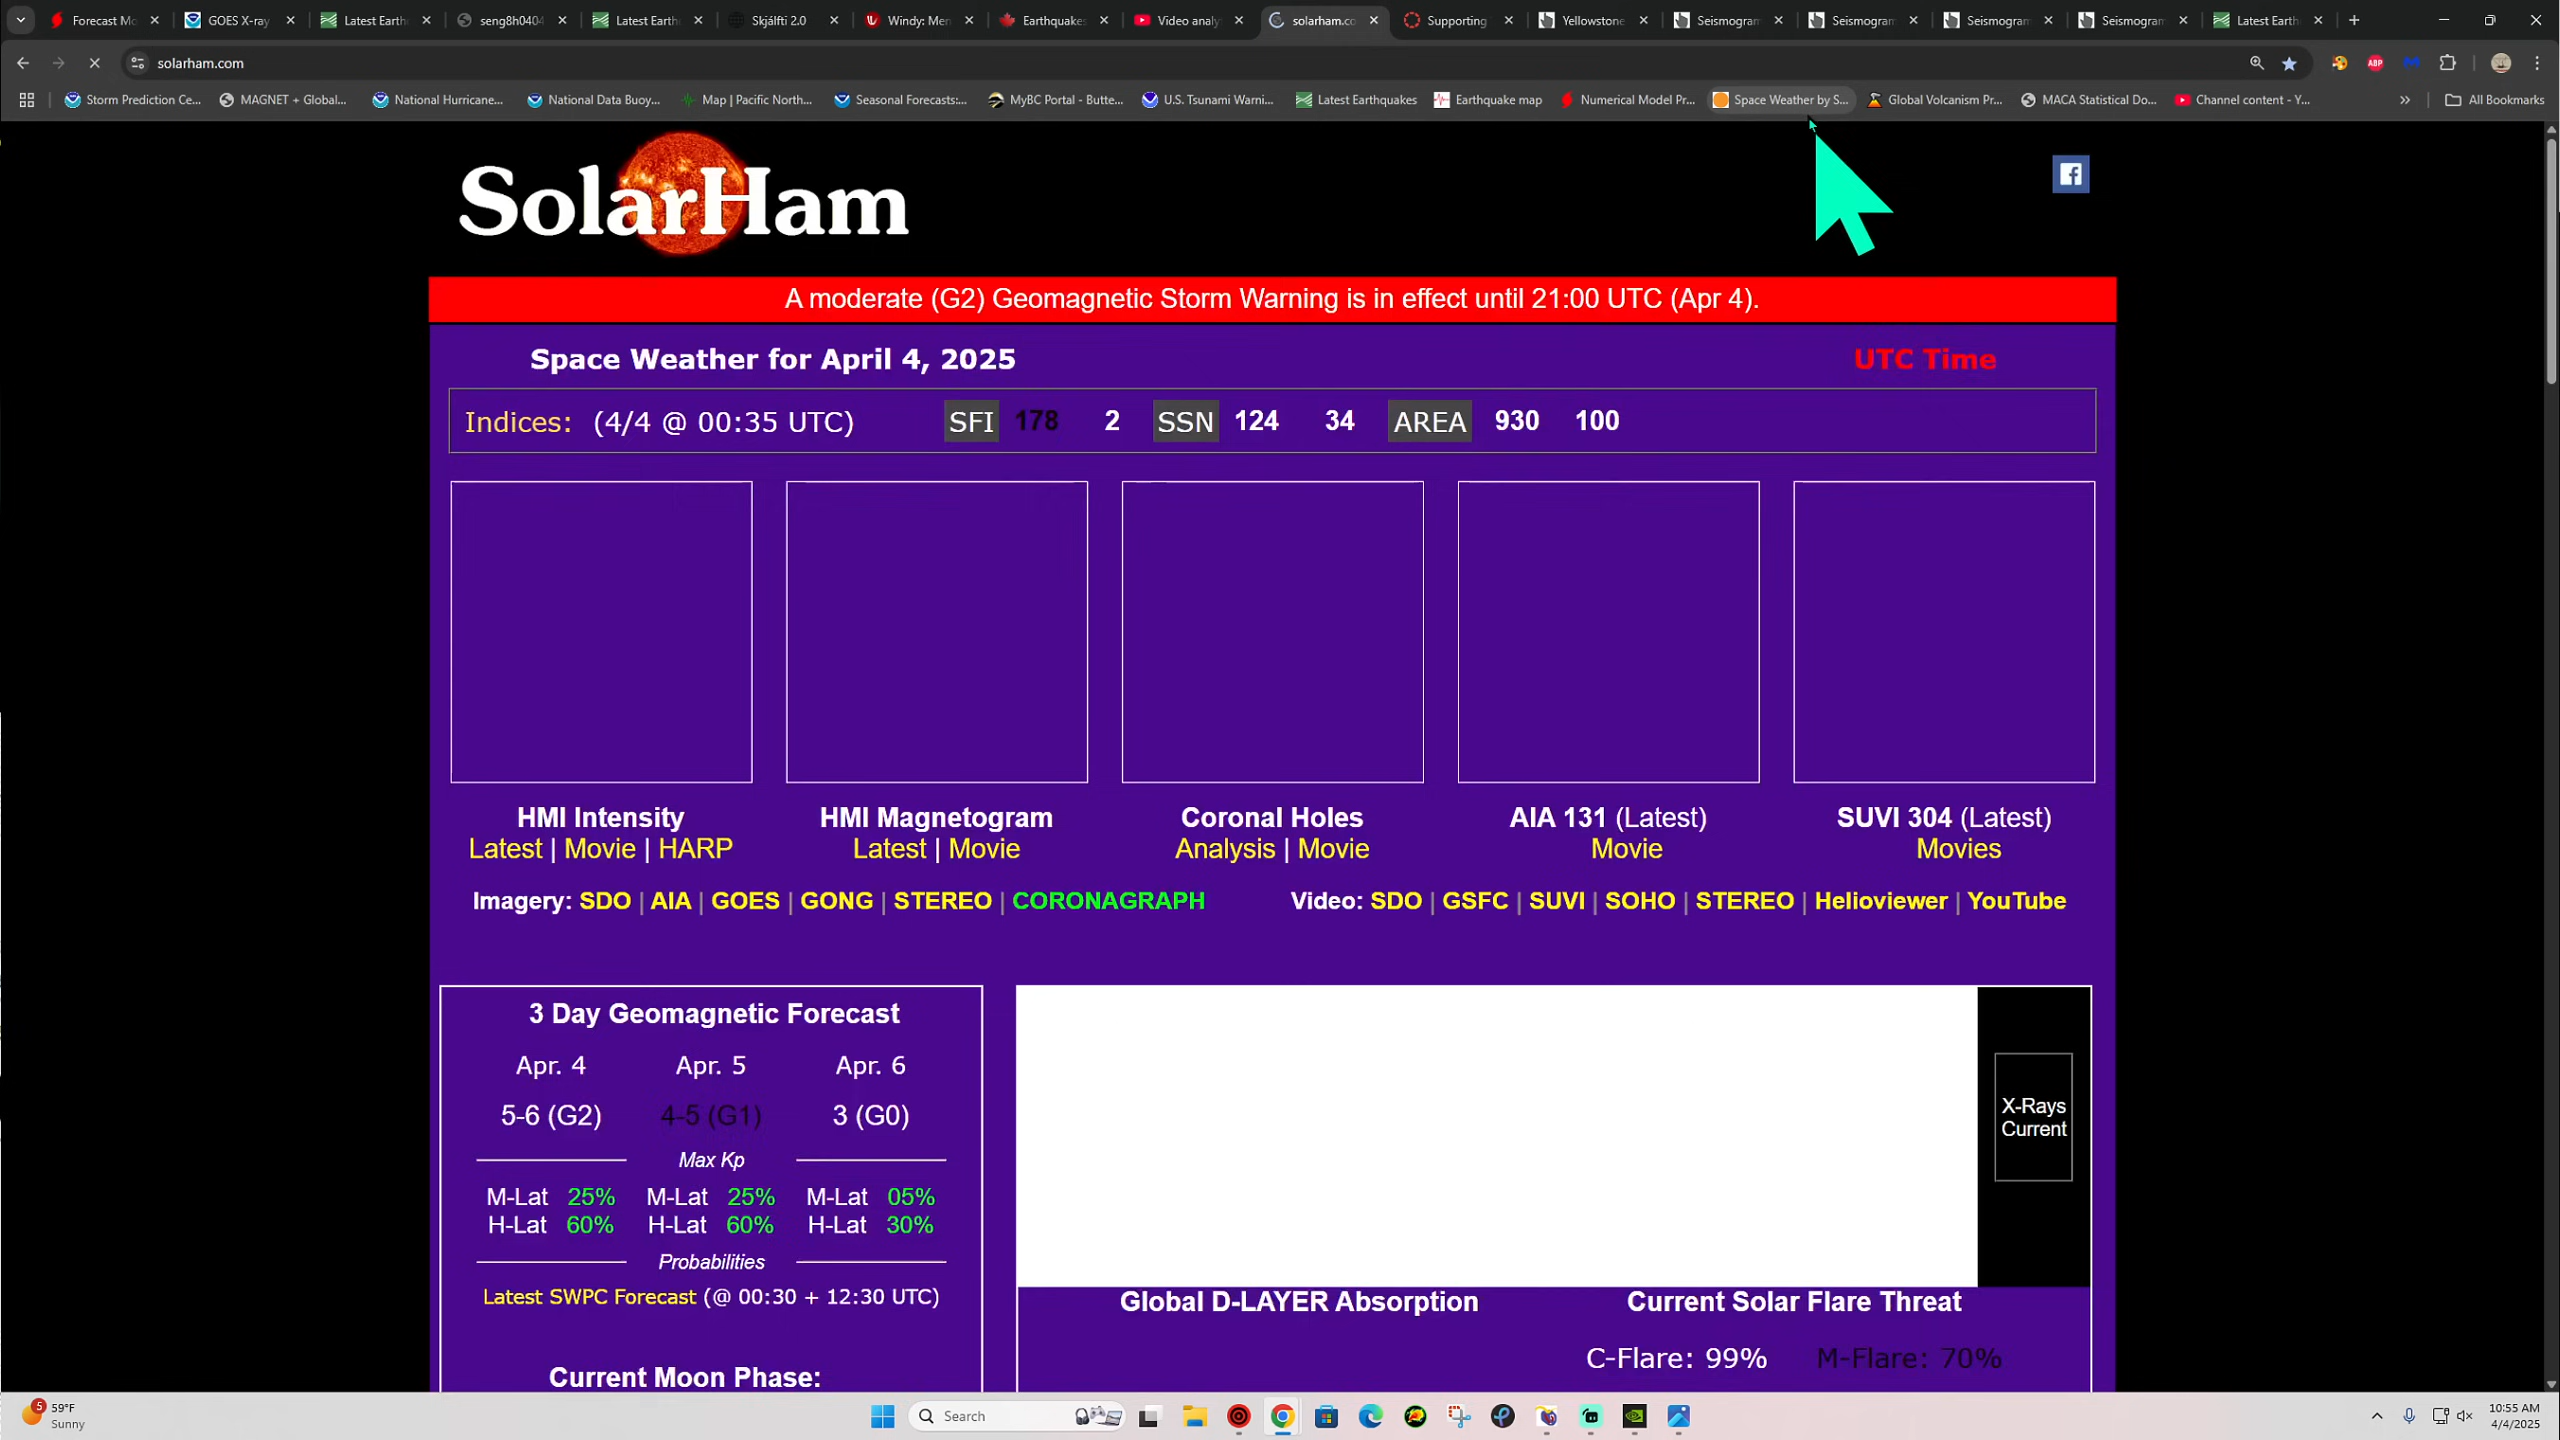 Forecast Mo
GOES X-ray
Latest Earth
seng8h0404
Latest Earth
Skjálfti 2.0
Windy: Men
Earthquakes
Video analy
solarham.co
Supporting
Yellowstone
Seismogram
Seismogram
Seismogram
Seismogram
Latest Earth
solarham.com
ABP
Storm Prediction Ce...
MAGNET + Global...
National Hurricane...
National Data Buoy...
Map | Pacific North...
Seasonal Forecasts:...
MyBC Portal - Butte...
U.S. Tsunami Warni...
Latest Earthquakes
Earthquake map
Numerical Model Pr...
Space Weather by S...
Global Volcanism Pr...
MACA Statistical Do...
Channel content - Y...
All Bookmarks
SolarHam
A moderate (G2) Geomagnetic Storm Warning is in effect until 21:00 UTC (Apr 4).
Space Weather for April 4, 2025 UTC Time
Indices: (4/4 @ 00:35 UTC) SFI 178 2 SSN 124 34 AREA 930 100
HMI Intensity
Latest | Movie | HARP
HMI Magnetogram
Latest | Movie
Coronal Holes
Analysis | Movie
AIA 131 (Latest)
Movie
SUVI 304 (Latest)
Movies
Imagery: SDO | AIA | GOES | GONG | STEREO | CORONAGRAPH
Video: SDO | GSFC | SUVI | SOHO | STEREO | Helioviewer | YouTube
3 Day Geomagnetic Forecast
Apr. 4 Apr. 5 Apr. 6
5-6 (G2) 4-5 (G1) 3 (G0)
Max Kp
M-Lat 25% M-Lat 25% M-Lat 05%
H-Lat 60% H-Lat 60% H-Lat 30%
Probabilities
Latest SWPC Forecast (@ 00:30 + 12:30 UTC)
Current Moon Phase:
X-Rays
Current
Global D-LAYER Absorption
Current Solar Flare Threat
C-Flare: 99% M-Flare: 70%
5
59°F
Sunny
Search
10:55 AM
4/4/2025